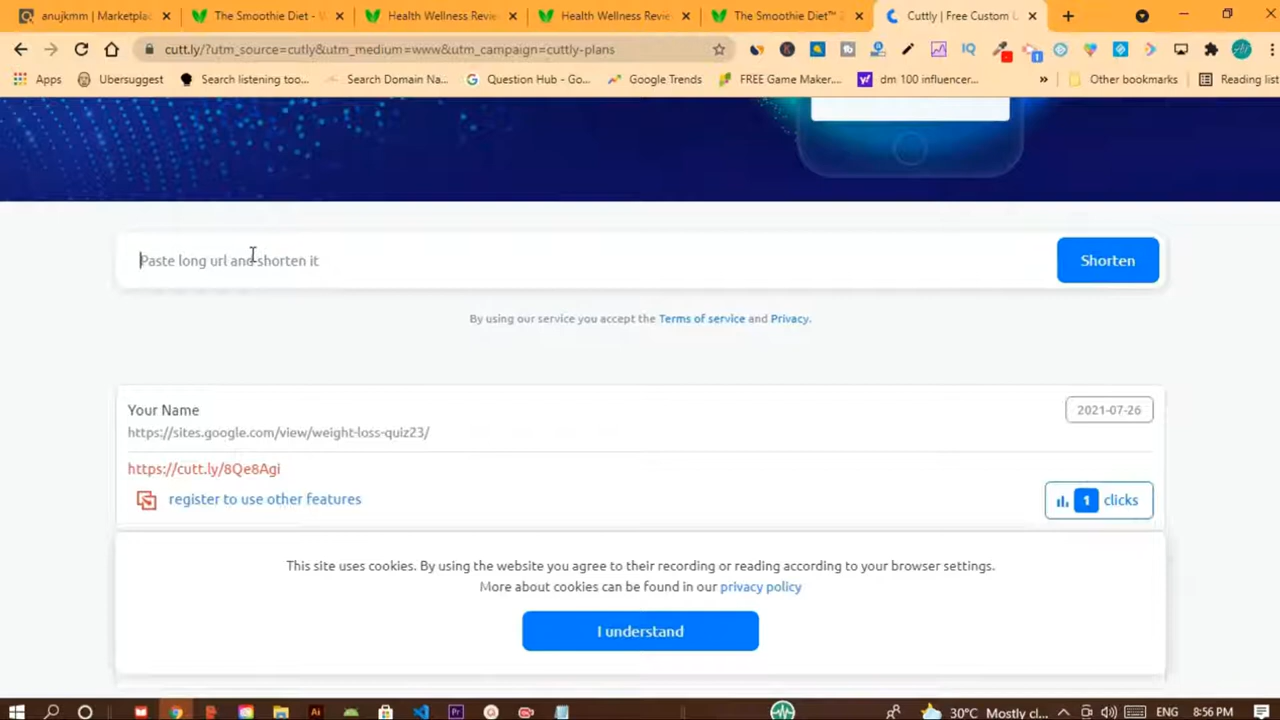 anujkmm | Marketplac
The Smoothie Diet -
Health Wellness Revie
Health Wellness Revie
The Smoothie Diet™
Cuttly | Free Custom L
cutt.ly/?utm_source=cutly&utm_medium=www&utm_campaign=cuttly-plans
Apps
Ubersuggest
Search listening too...
Search Domain Na...
Question Hub - Go...
Google Trends
FREE Game Maker....
dm 100 influencer...
»
Other bookmarks
Reading list
Paste long url and shorten it
Shorten
By using our service you accept the Terms of service and Privacy.
Your Name
2021-07-26
https://sites.google.com/view/weight-loss-quiz23/
https://cutt.ly/8Qe8Agi
register to use other features
1 clicks
This site uses cookies. By using the website you agree to their recording or reading according to your browser settings.
More about cookies can be found in our privacy policy
I understand
30°C Mostly cl...
ENG
8:56 PM